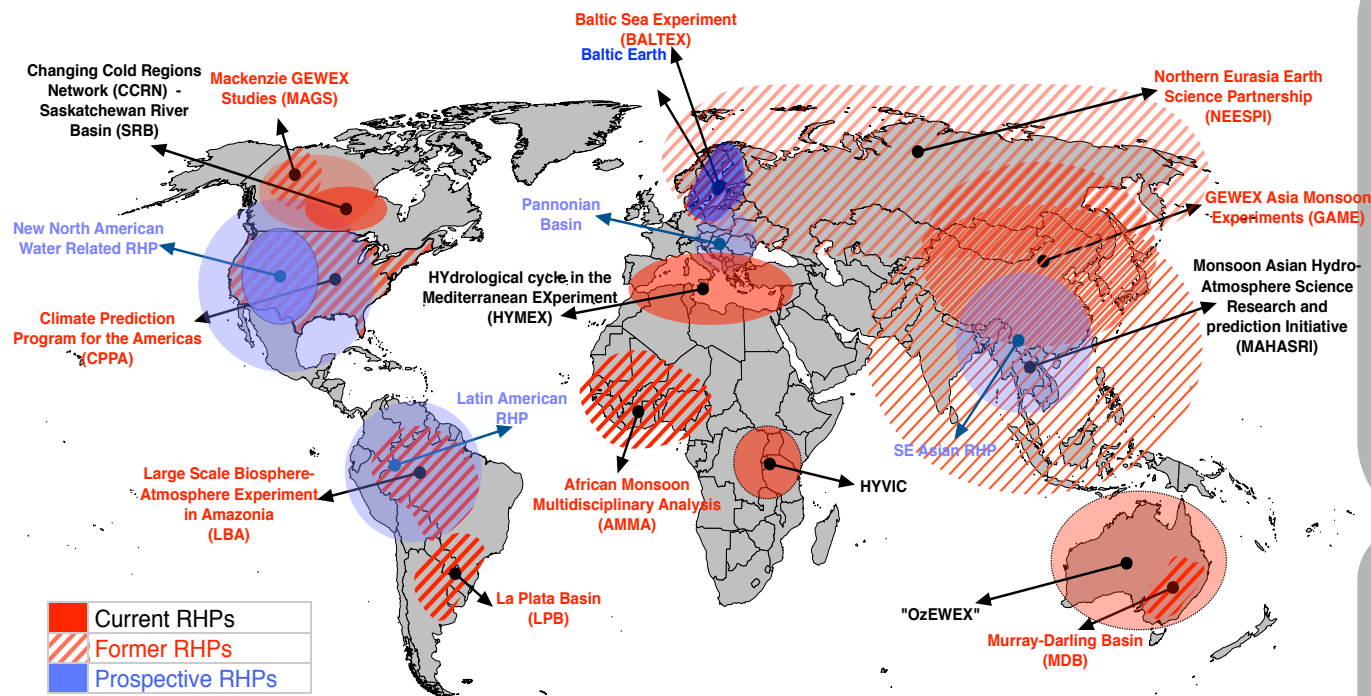 Baltic Sea Experiment
(BALTEX)
Baltic Earth
Changing Cold Regions
Network (CCRN) -
Saskatchewan River
Basin (SRB)
Mackenzie GEWEX
Studies (MAGS)
Northern Eurasia Earth
Science Partnership
(NEESPI)
New North American
Water Related RHP
Pannonian
Basin
GEWEX Asia Monsoon
Experiments (GAME)
HYdrological cycle in the
Mediterranean EXperiment
(HYMEX)
Monsoon Asian Hydro-
Atmosphere Science
Research and
prediction Initiative
(MAHASRI)
Climate Prediction
Program for the Americas
(CPPA)
Latin American
RHP
SE Asian RHP
Large Scale Biosphere-
Atmosphere Experiment
in Amazonia
(LBA)
African Monsoon
Multidisciplinary Analysis
(AMMA)
HYVIC
La Plata Basin
(LPB)
"OzEWEX"
Murray-Darling Basin
(MDB)
Current RHPs
Former RHPs
Prospective RHPs